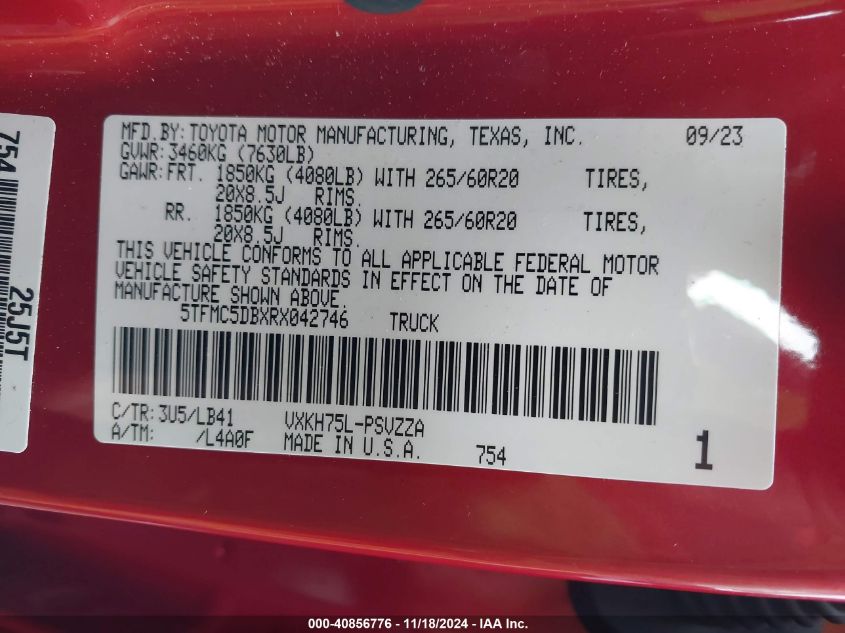 MFD.BY: TOYOTA MOTOR MANUFACTURING, TEXAS, INC. 09/23
GVWR: 3460KG (7630LB)
GAWR: FRT. 1850KG (4080LB) WITH 265/60R20 TIRES,
20X8.5J RIMS.
RR. 1850KG (4080LB) WITH 265/60R20 TIRES,
20X8.5J RIMS.
THIS VEHICLE CONFORMS TO ALL APPLICABLE FEDERAL MOTOR
VEHICLE SAFETY STANDARDS IN EFFECT ON THE DATE OF
MANUFACTURE SHOWN ABOVE.
5TFMC5DBXRX042746 TRUCK
C/TR: 3U5/LB41 VXKH75L-PSVZZA
A/TM: /L4A0F MADE IN U.S.A. 754 1
754
25J5T
000-40856776 - 11/18/2024 - IAA Inc.